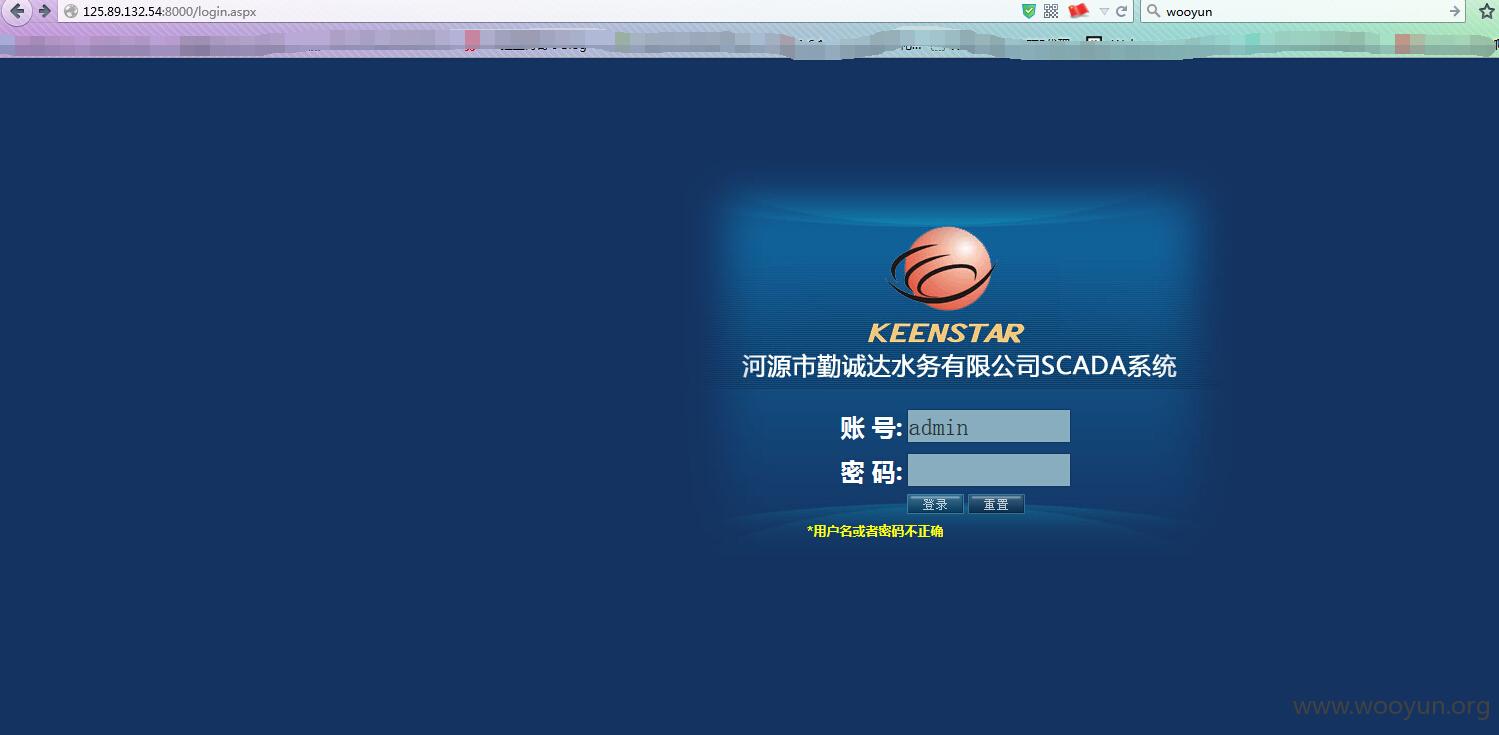 125.89.132.54:8000/login.aspx
wooyun
KEENSTAR
河源市勤诚达水务有限公司SCADA系统
账 号: admin
密 码:
登录 重置
*用户名或者密码不正确
www.wooyun.org